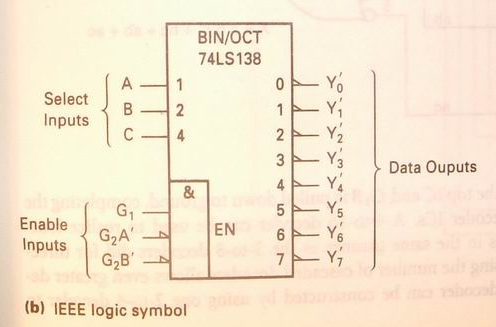 BIN/OCT
74LS138
Select
Inputs
A
B
C
1
2
4
0
1
2
3
4
5
6
7
Y₀'
Y₁'
Y₂'
Y₃'
Y₄'
Y₅'
Y₆'
Y₇'
Data Ouputs
&
EN
Enable
Inputs
G₁
G₂A'
G₂B'
(b) IEEE logic symbol